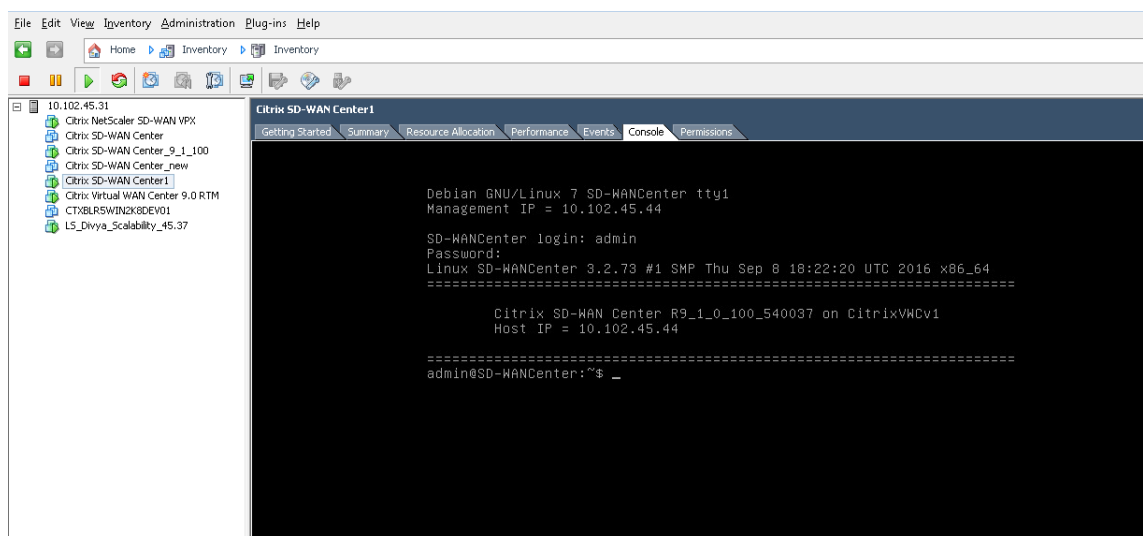 File Edit View Inventory Administration Plug-ins Help
Home Inventory Inventory
10.102.45.31
Citrix NetScaler SD-WAN VPX
Citrix SD-WAN Center
Citrix SD-WAN Center_9_1_100
Citrix SD-WAN Center_new
Citrix SD-WAN Center1
Citrix Virtual WAN Center 9.0 RTM
CTXBLR5WIN2K8DEV01
LS_Divya_Scalability_45.37
Citrix SD-WAN Center1
Getting Started Summary Resource Allocation Performance Events Console Permissions
Debian GNU/Linux 7 SD-WANCenter tty1
Management IP = 10.102.45.44
SD-WANCenter login: admin
Password:
Linux SD-WANCenter 3.2.73 #1 SMP Thu Sep 8 18:22:20 UTC 2016 x86_64
======================================================================
Citrix SD-WAN Center R9_1_0_100_540037 on CitrixVWCv1
Host IP = 10.102.45.44
======================================================================
admin@SD-WANCenter:~$ _